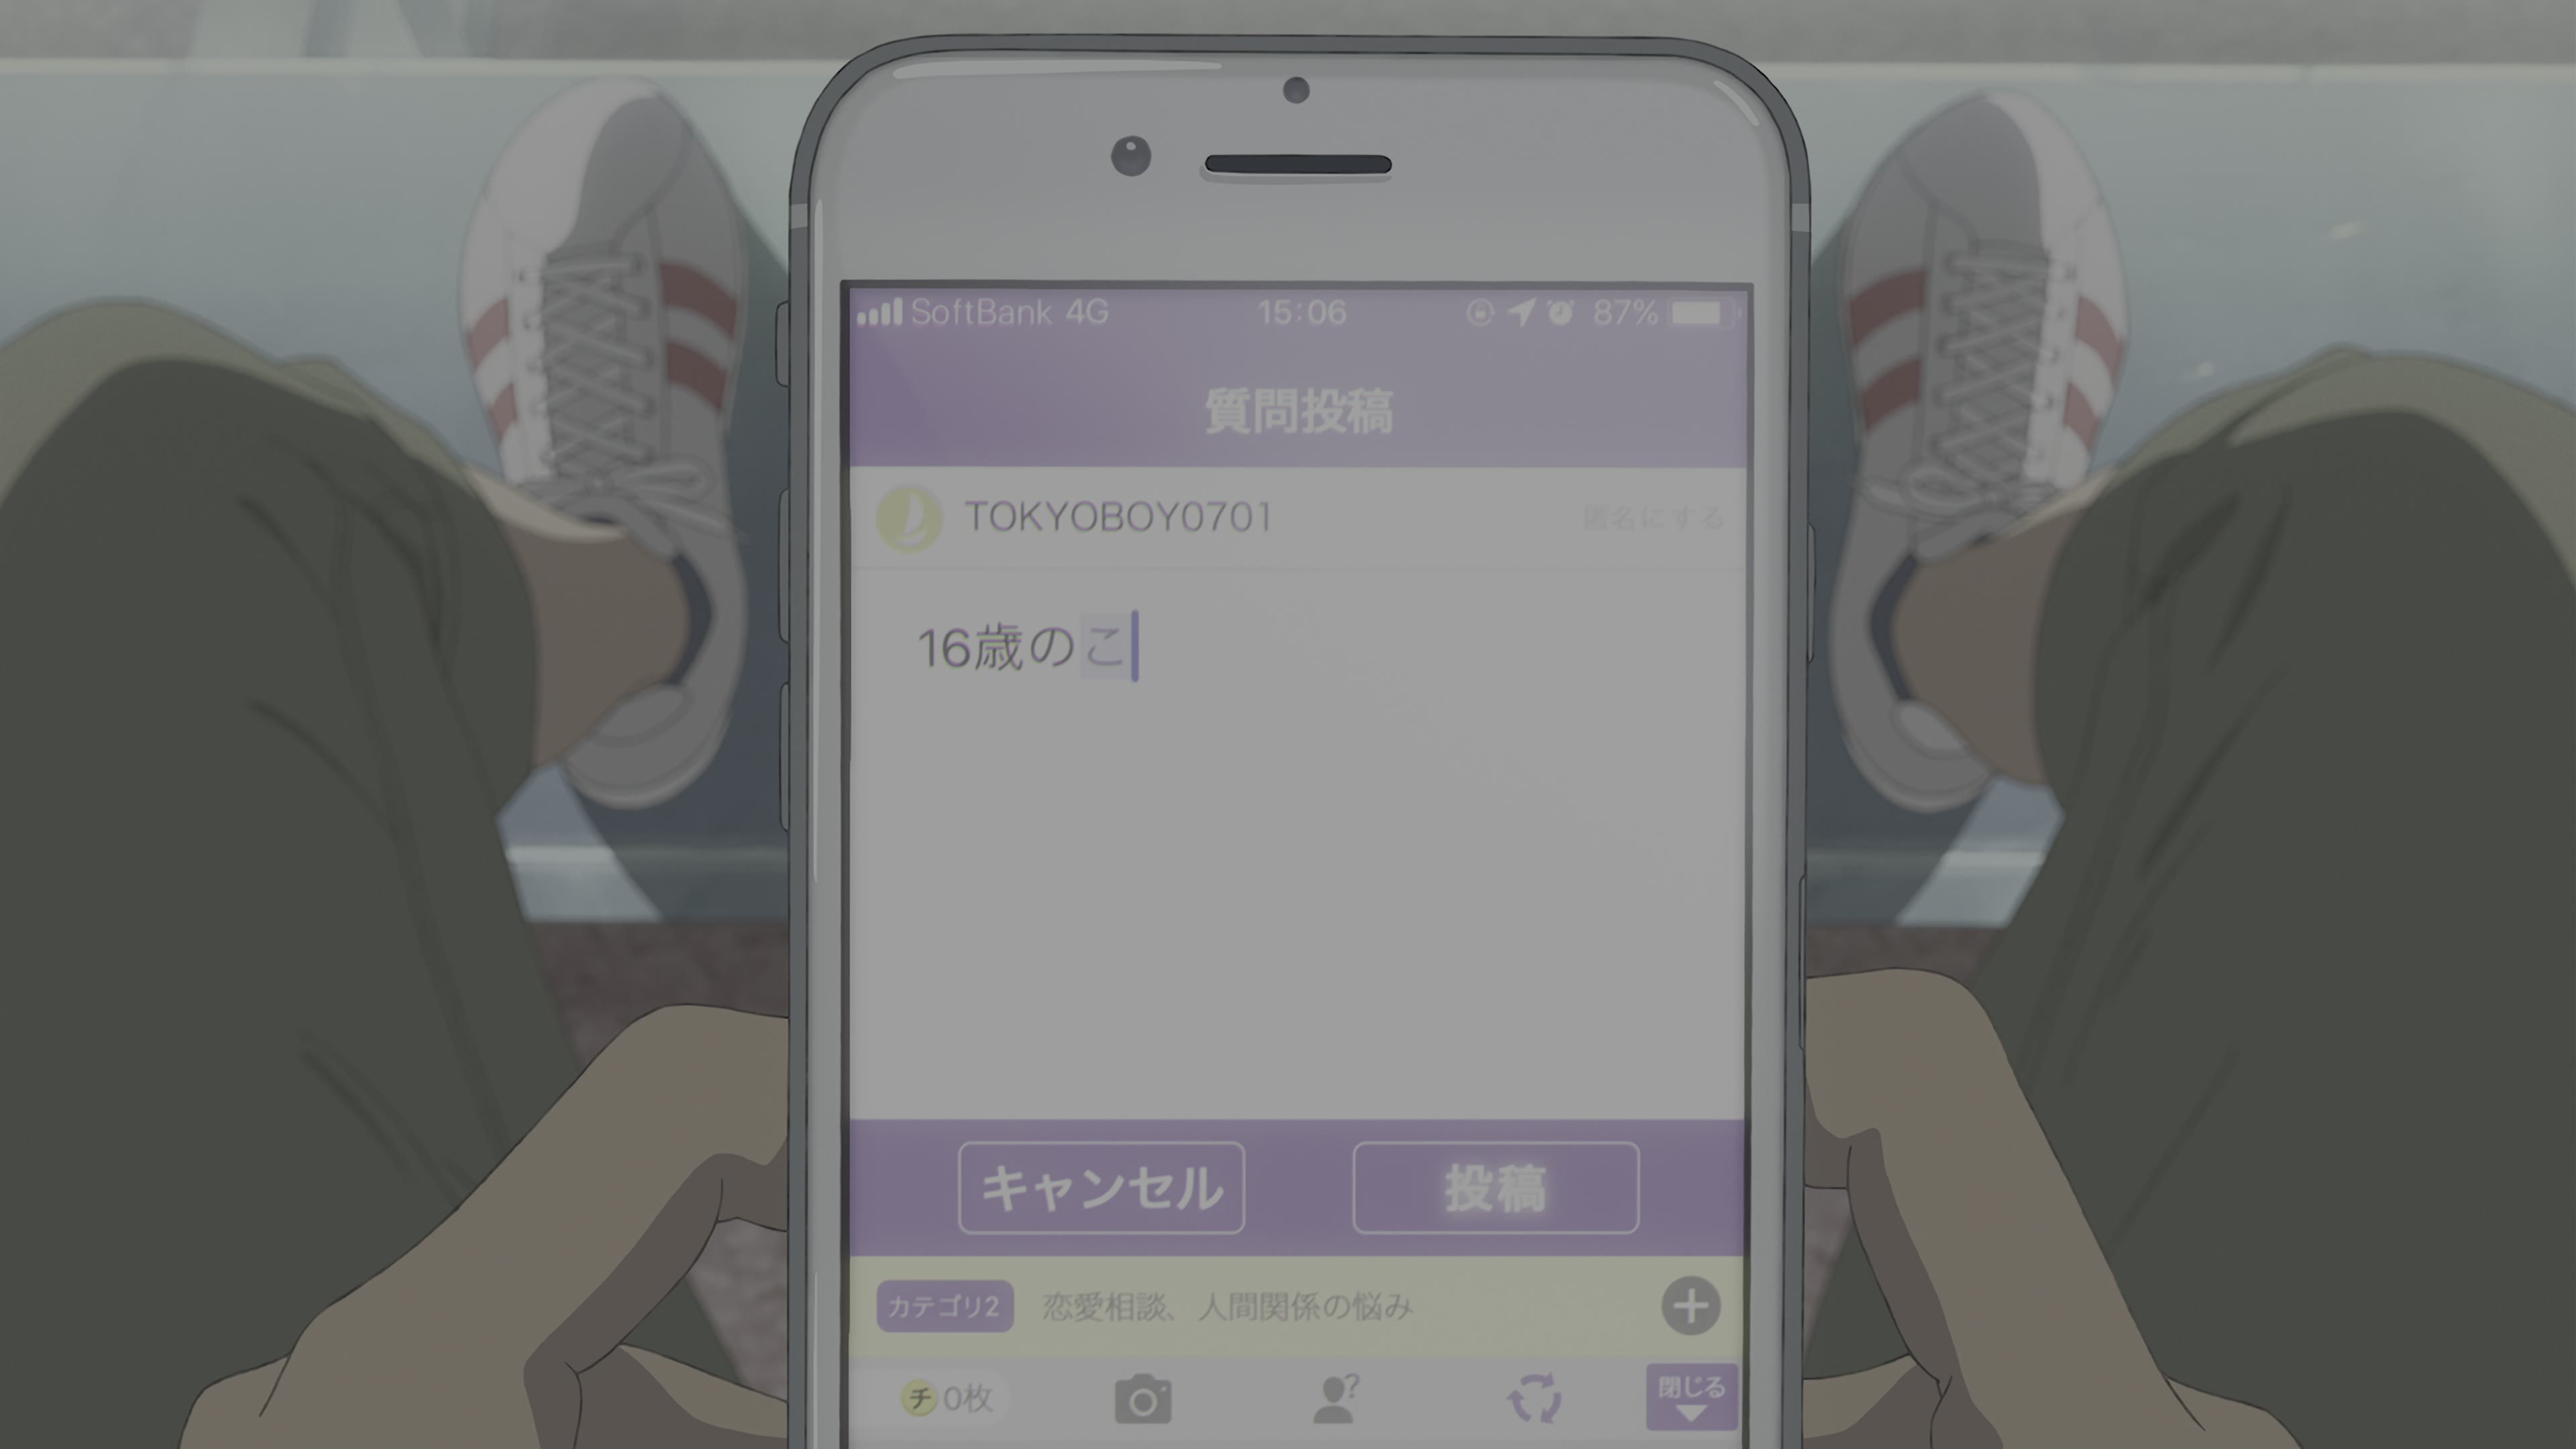 SoftBank 4G 15:06 87%
質問投稿
TOKYOBOY0701 匿名にする
16歳のこ
キャンセル 投稿
カテゴリ2 恋愛相談、人間関係の悩み
チ 0枚 ? 閉じる